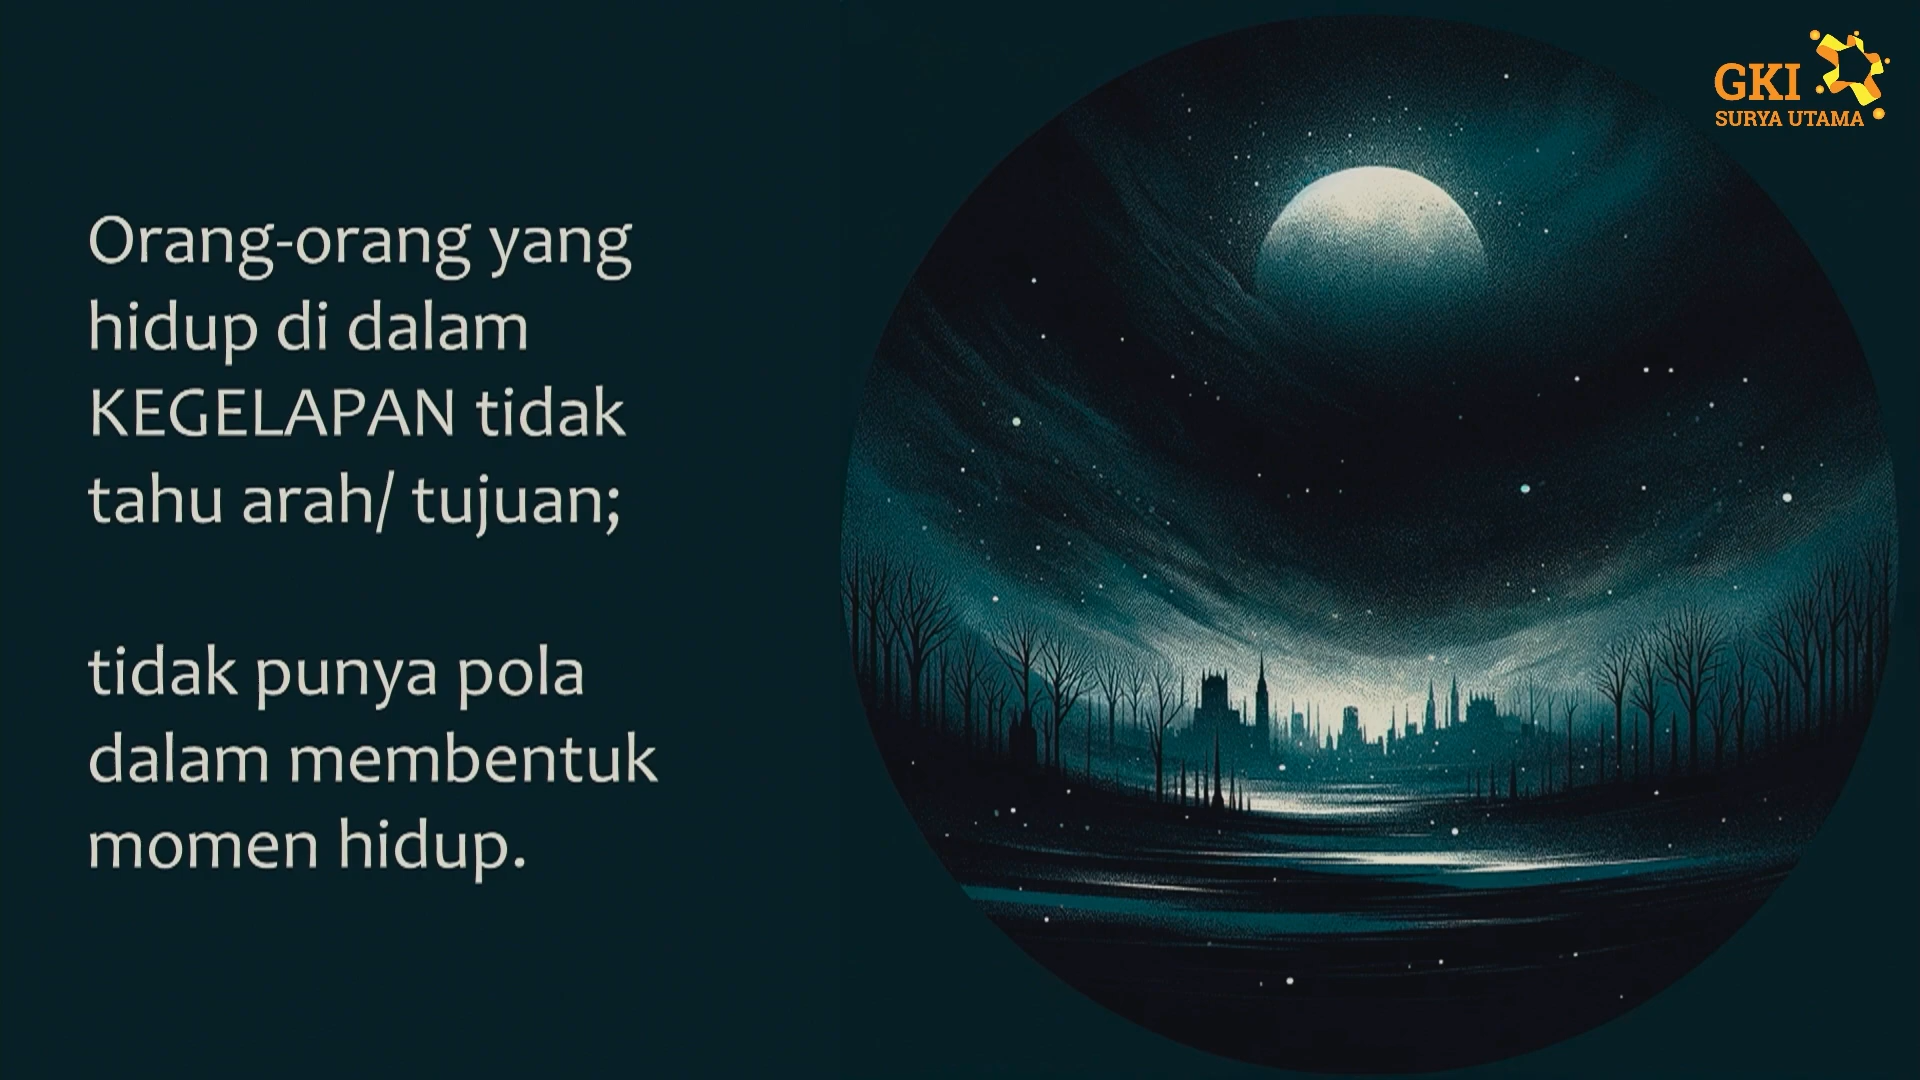 Orang-orang yang
hidup di dalam
KEGELAPAN tidak
tahu arah/ tujuan;
tidak punya pola
dalam membentuk
momen hidup.
GKI
SURYA UTAMA